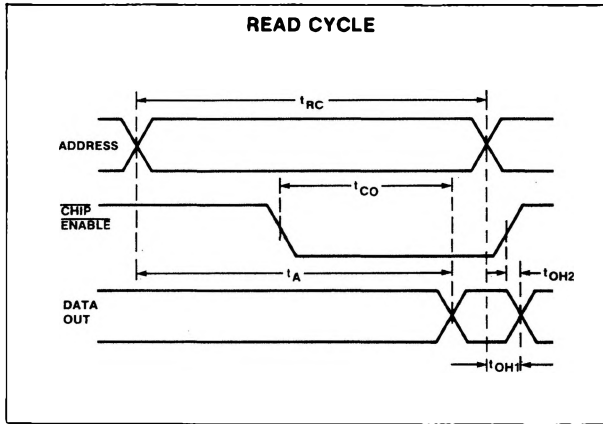 READ CYCLE
tRC
ADDRESS
tCO
CHIP
ENABLE
tA
tOH2
DATA
OUT
tOH1